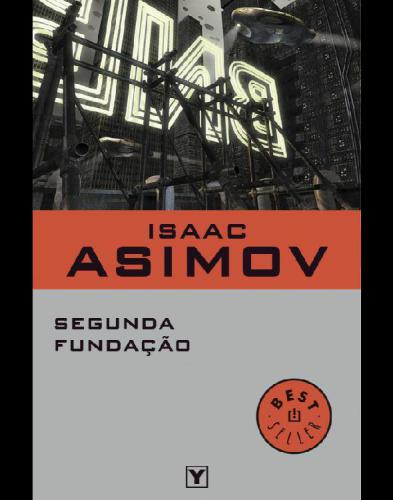 ISAAC
ASIMOV
SEGUNDA
FUNDAÇÃO
BEST
SELLER
Y